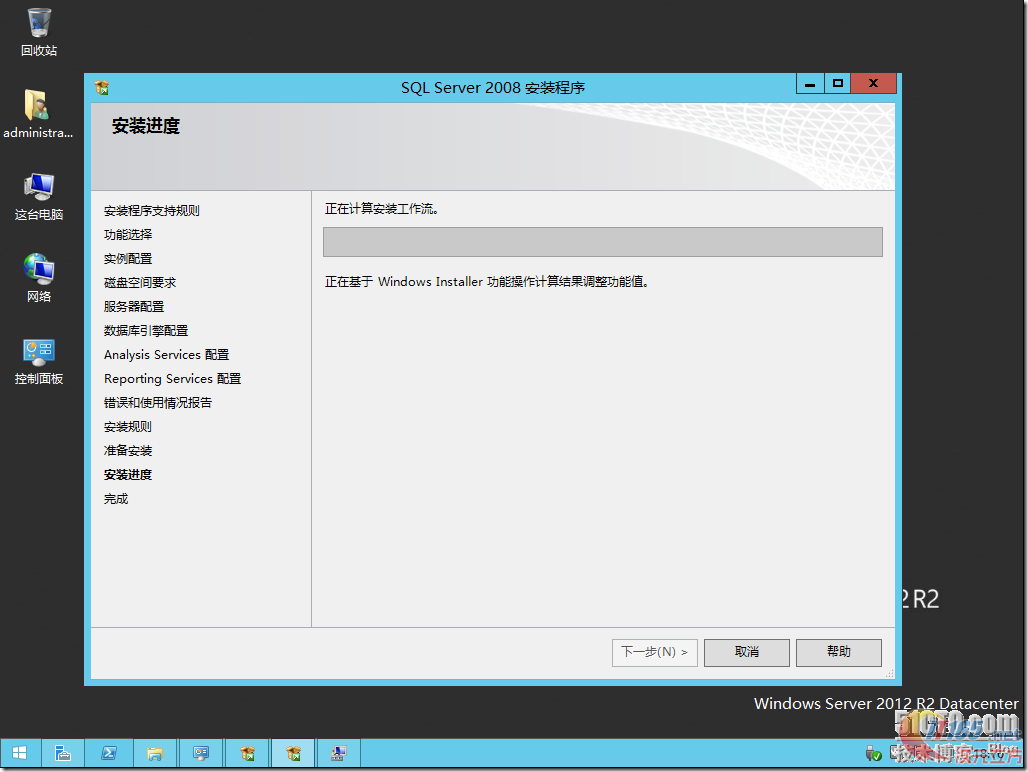 回收站
administra...
这台电脑
网络
控制面板
SQL Server 2008 安装程序
安装进度
安装程序支持规则
功能选择
实例配置
磁盘空间要求
服务器配置
数据库引擎配置
Analysis Services 配置
Reporting Services 配置
错误和使用情况报告
安装规则
准备安装
安装进度
完成
正在计算安装工作流。
正在基于 Windows Installer 功能操作计算结果调整功能值。
下一步(N) >
取消
帮助
2 R2
Windows Server 2012 R2 Datacenter
51CTO.com
技术博客 Blog